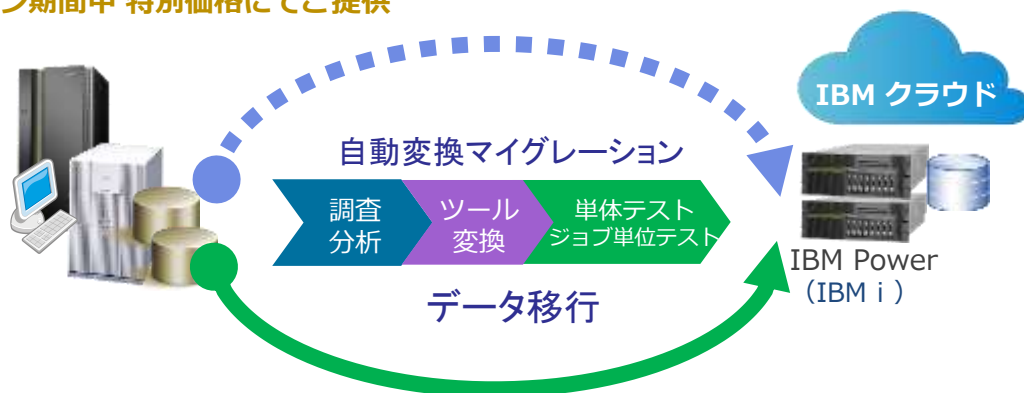 ン期間中 特別価格にてご提供
IBM クラウド
自動変換マイグレーション
調査
分析
ツール
変換
単体テスト
ジョブ単位テスト
データ移行
IBM Power
（IBM i ）